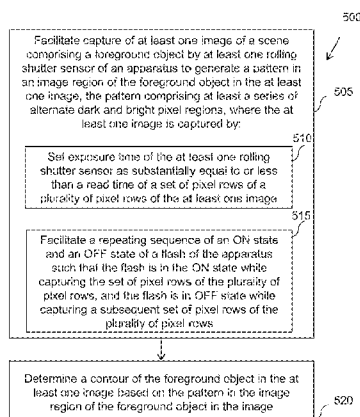 500
Facilitate capture of at least one image of a scene
comprising a foreground object by at least one rolling
shutter sensor of an apparatus to generate a pattern in
an image region of the foreground object in the at least
one image, the pattern comprising at least a series of
alternate dark and bright pixel regions, where the at
least one image is captured by:
505
510
Set exposure time of the at least one rolling
shutter sensor as substantially equal to or less
than a read time of a set of pixel rows of a
plurality of pixel rows of the at least one image
515
Facilitate a repeating sequence of an ON state
and an OFF state of a flash of the apparatus
such that the flash is in the ON state while
capturing the set of pixel rows of the plurality of
pixel rows, and the flash is in OFF state while
capturing a subsequent set of pixel rows of the
plurality of pixel rows
Determine a contour of the foreground object in the at
least one image based on the pattern in the image
region of the foreground object in the image
520